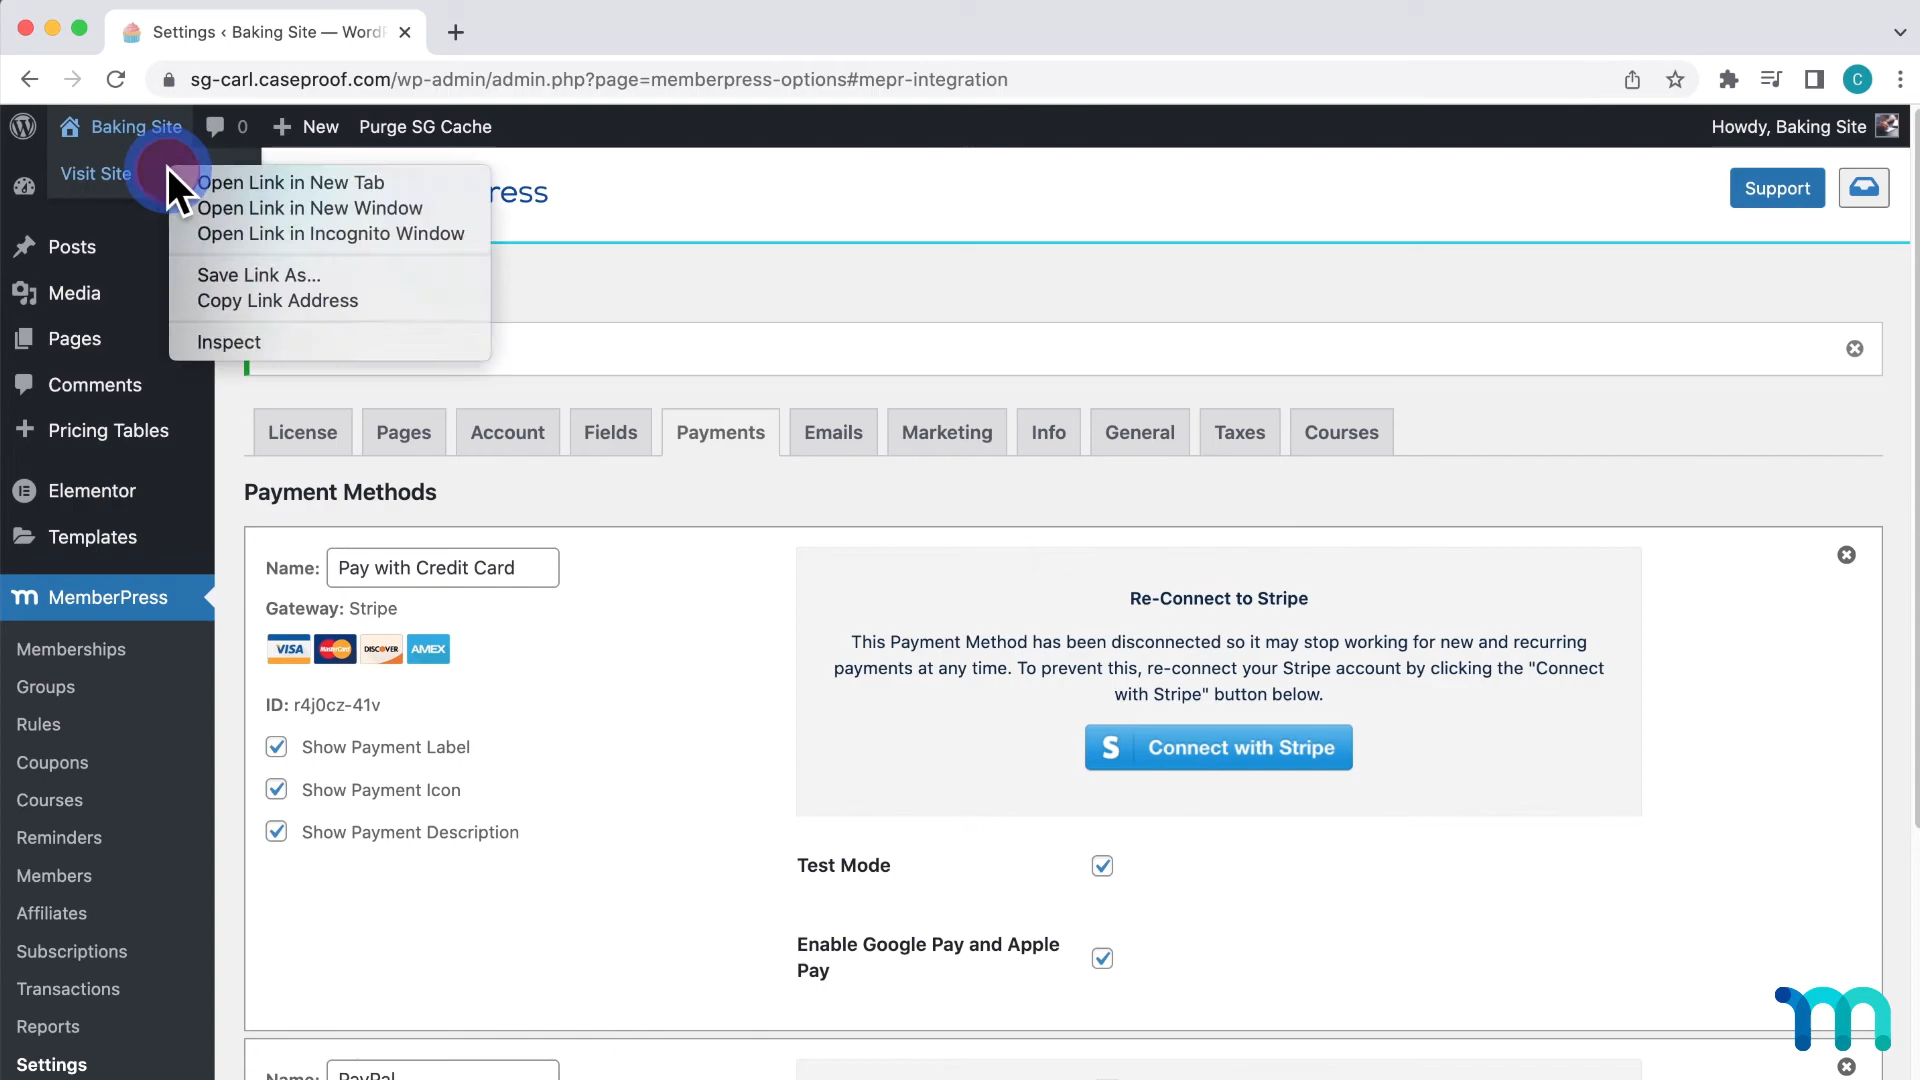 Settings ‹ Baking Site — WordP
sg-carl.caseproof.com/wp-admin/admin.php?page=memberpress-options#mepr-integration
C
Baking Site
0
New
Purge SG Cache
Howdy, Baking Site
Visit Site
Open Link in New Tab
Open Link in New Window
Open Link in Incognito Window
Save Link As...
Copy Link Address
Inspect
ress
Support
Posts
Media
Pages
Comments
Pricing Tables
Elementor
Templates
MemberPress
Memberships
Groups
Rules
Coupons
Courses
Reminders
Members
Affiliates
Subscriptions
Transactions
Reports
Settings
License
Pages
Account
Fields
Payments
Emails
Marketing
Info
General
Taxes
Courses
Payment Methods
Name: Pay with Credit Card
Gateway: Stripe
VISA MasterCard DISCOVER AMEX
ID: r4j0cz-41v
Show Payment Label
Show Payment Icon
Show Payment Description
Re-Connect to Stripe
This Payment Method has been disconnected so it may stop working for new and recurring
payments at any time. To prevent this, re-connect your Stripe account by clicking the "Connect
with Stripe" button below.
S Connect with Stripe
Test Mode
Enable Google Pay and Apple
Pay
Name: PayPal